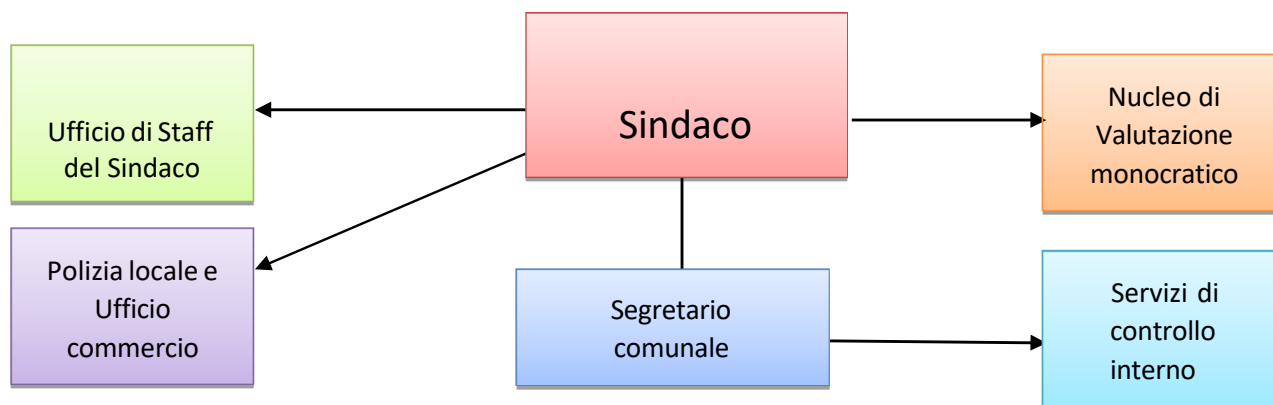 Ufficio di Staff
del Sindaco
Sindaco
Nucleo di
Valutazione
monocratico
Polizia locale e
Ufficio
commercio
Segretario
comunale
Servizi di
controllo
interno